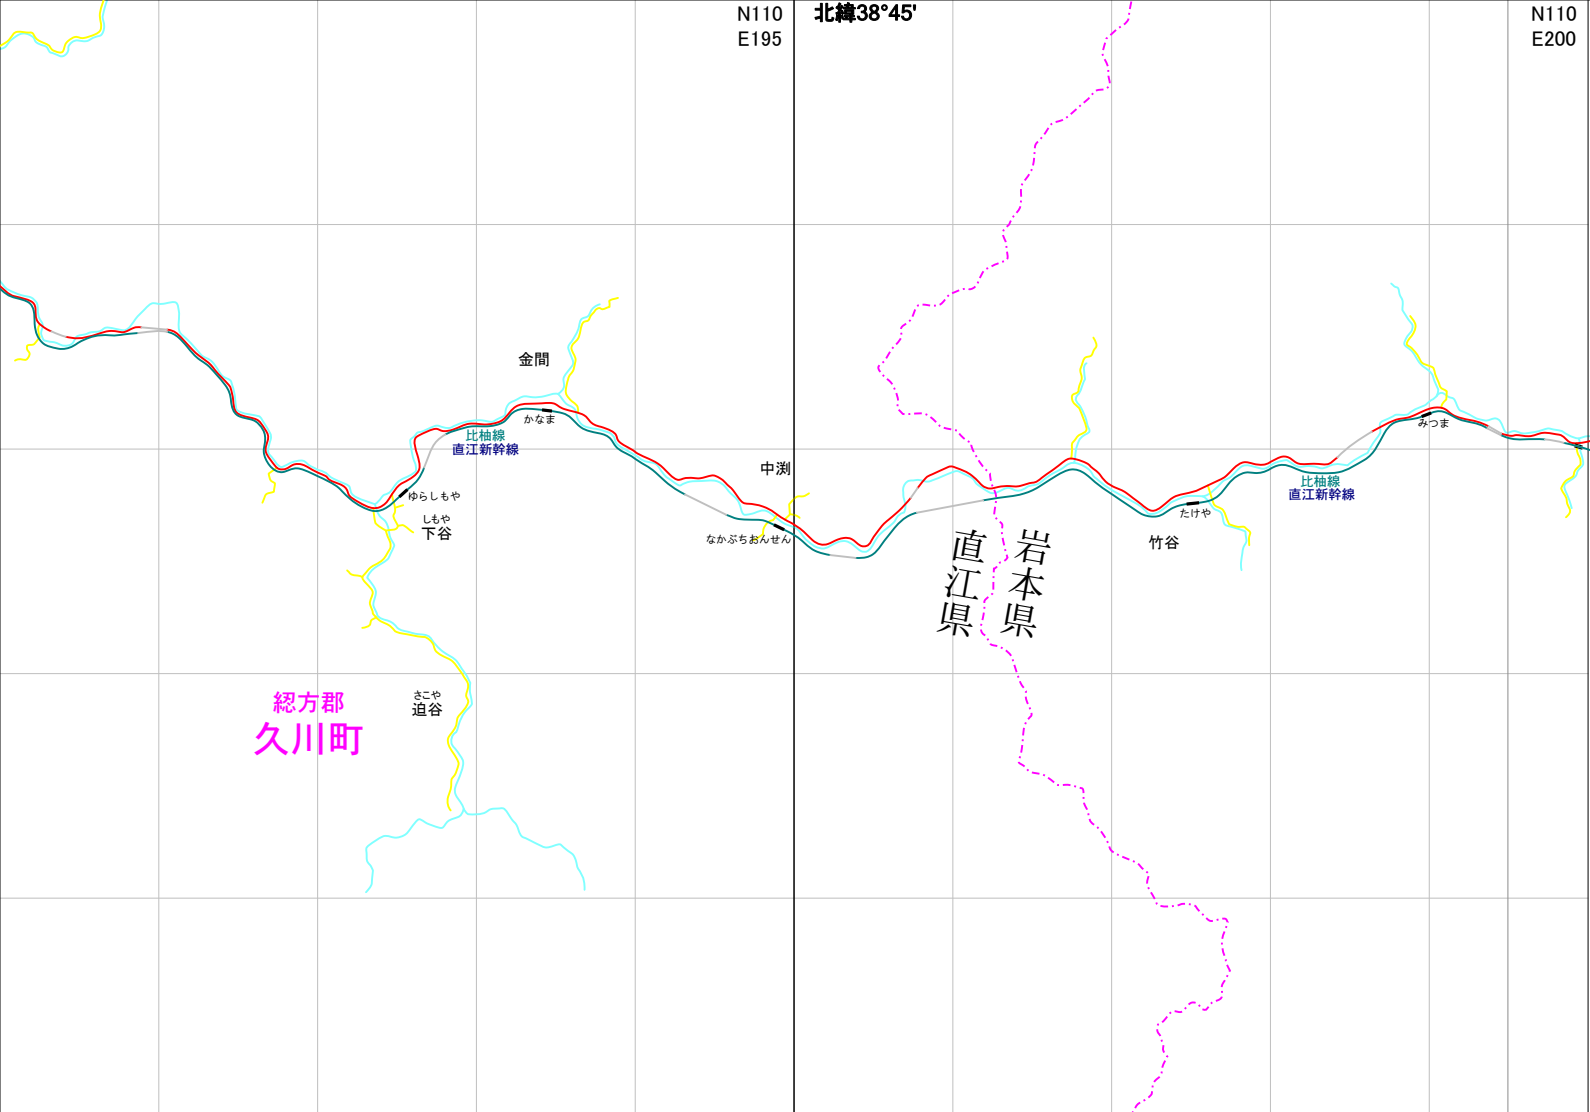 N110
E195
北緯38°45'
N110
E200
金間
かなま
比柚線
直江新幹線
中渕
ゆらしもや
しもや
下谷
なかぶちおんせん
みつま
比柚線
直江新幹線
たけや
竹谷
直江県
岩本県
さこや
迫谷
綛方郡
久川町